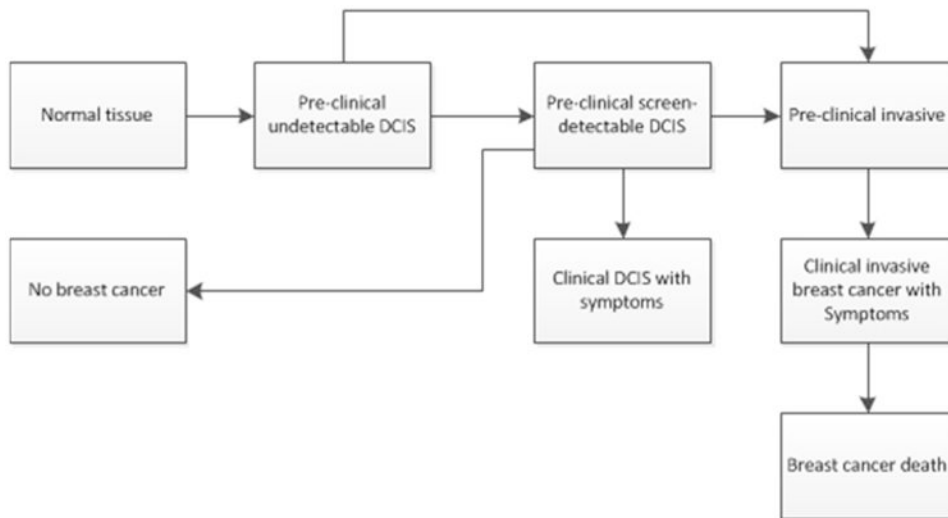 Normal tissue
Pre-clinical
undetectable DCIS
Pre-clinical screen-
detectable DCIS
Pre-clinical invasive
No breast cancer
Clinical DCIS with
symptoms
Clinical invasive
breast cancer with
Symptoms
Breast cancer death